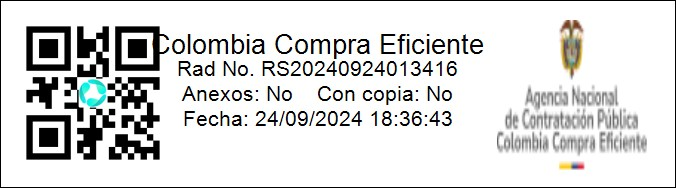 Colombia Compra Eficiente
Rad No. RS20240924013416
Anexos: No Con copia: No
Fecha: 24/09/2024 18:36:43
Agencia Nacional
de Contratación Pública
Colombia Compra Eficiente